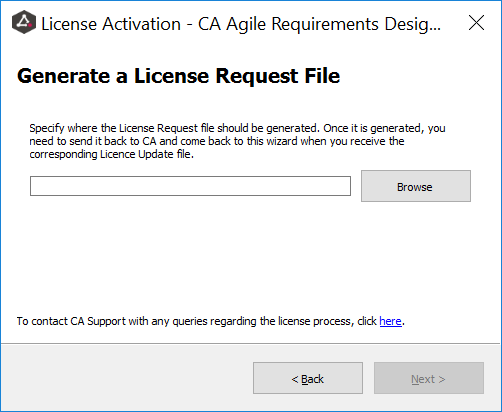 License Activation - CA Agile Requirements Desig...
Generate a License Request File
Specify where the License Request file should be generated. Once it is generated, you
need to send it back to CA and come back to this wizard when you receive the
corresponding Licence Update file.
Browse
To contact CA Support with any queries regarding the license process, click here.
< Back
Next >